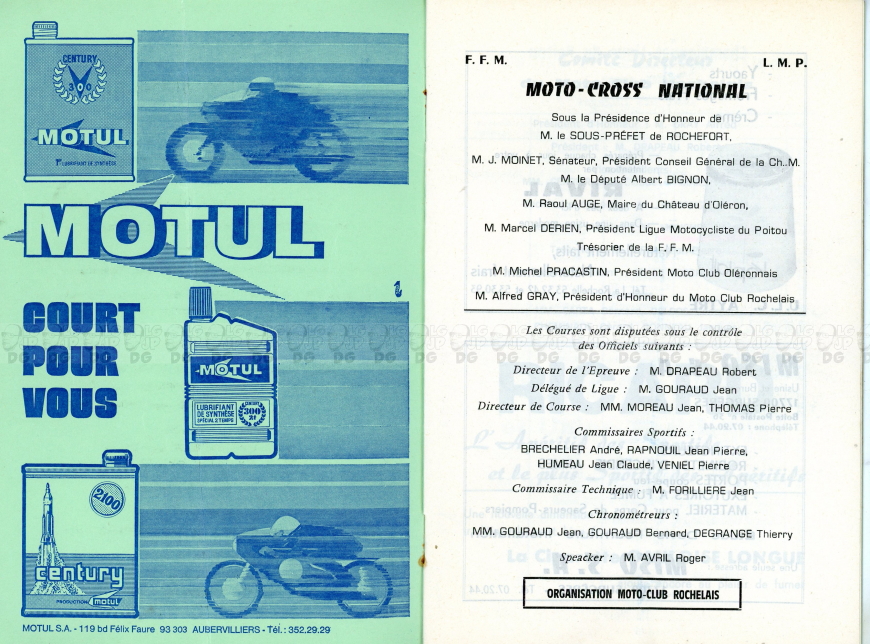 CENTURY
300
MOTUL
LUBRIFIANT DE SYNTHÈSE
MOTUL
COURT
POUR
VOUS
MOTUL
LUBRIFIANT
DE SYNTHÈSE
SPÉCIAL 2 TEMPS
CENTURY
300
2T
2100
century
PRODUCTION motul
MOTUL S.A. - 119 bd Félix Faure 93 303 AUBERVILLIERS - Tél. : 352.29.29
F. F. M.
L. M. P.
MOTO-CROSS NATIONAL
Sous la Présidence d'Honneur de
M. le SOUS-PRÉFET de ROCHEFORT,
M. J. MOINET, Sénateur, Président Conseil Général de la Ch..M.
M. le Député Albert BIGNON,
M. Raoul AUGE, Maire du Château d'Oléron,
M. Marcel DERIEN, Président Ligue Motocycliste du Poitou
Trésorier de la F. F. M.
M. Michel PRACASTIN, Président Moto Club Oléronnais
M. Alfred GRAY, Président d'Honneur du Moto Club Rochelais
Les Courses sont disputées sous le contrôle
des Officiels suivants :
Directeur de l'Epreuve : M. DRAPEAU Robert
Délégué de Ligue : M. GOURAUD Jean
Directeur de Course : MM. MOREAU Jean, THOMAS Pierre
Commissaires Sportifs :
BRECHELIER André, RAPNOUIL Jean Pierre,
HUMEAU Jean Claude, VENIEL Pierre
Commissaire Technique : M. FORILLIERE Jean
Chronométreurs :
MM. GOURAUD Jean, GOURAUD Bernard, DEGRANGE Thierry
Speacker : M. AVRIL Roger
ORGANISATION MOTO-CLUB ROCHELAIS